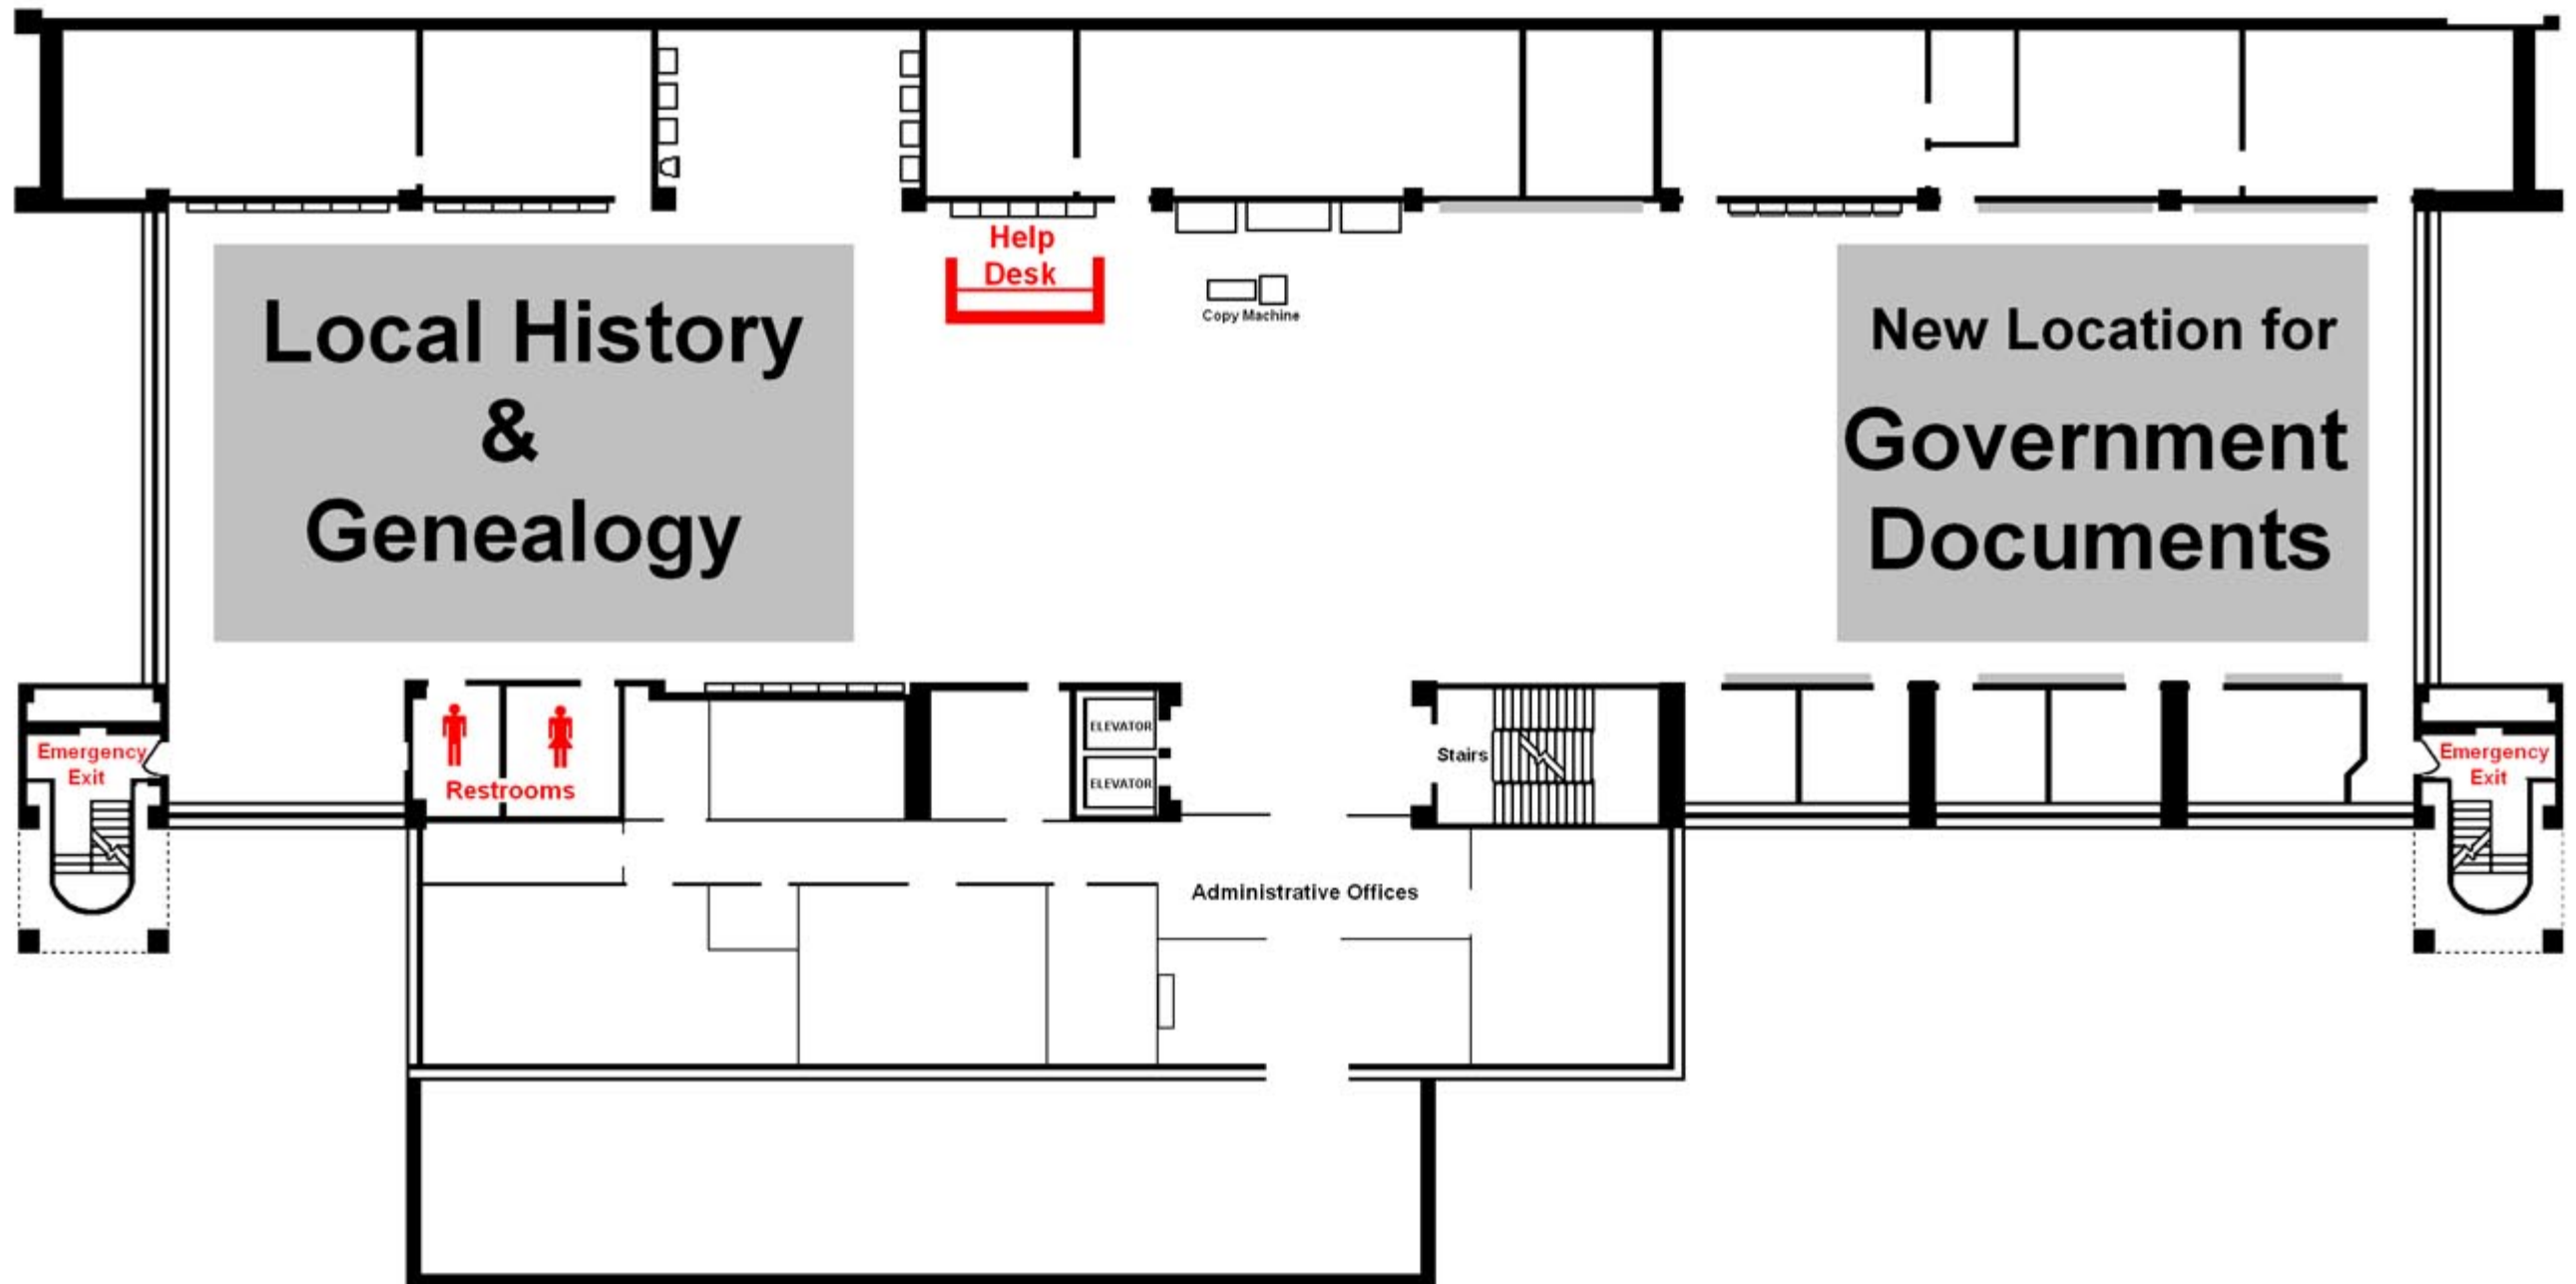 Help
Desk
Local History
&
Genealogy
Copy Machine
New Location for
Government
Documents
Emergency
Exit
Restrooms
ELEVATOR
ELEVATOR
Stairs
Emergency
Exit
Administrative Offices